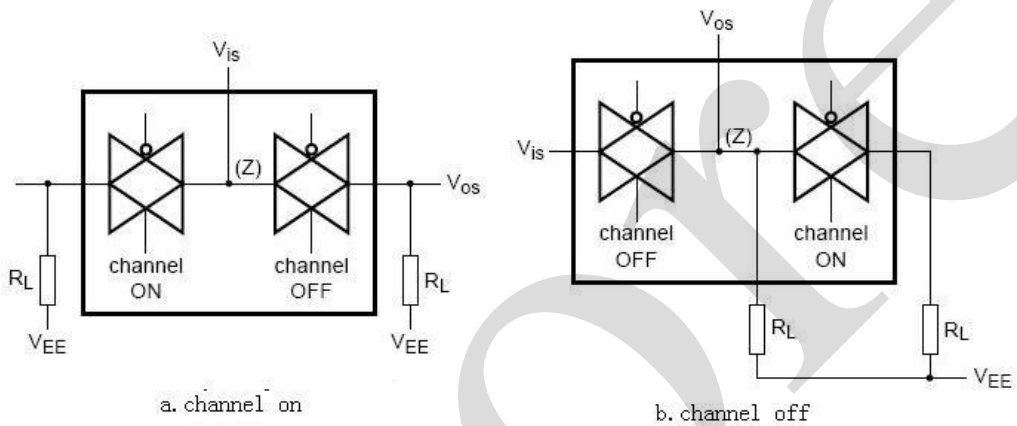 Vis
(Z)
channel
ON
channel
OFF
Vos
RL
RL
VEE
VEE
a. channel on
Vos
Vis
(Z)
channel
OFF
channel
ON
RL
RL
VEE
b. channel off